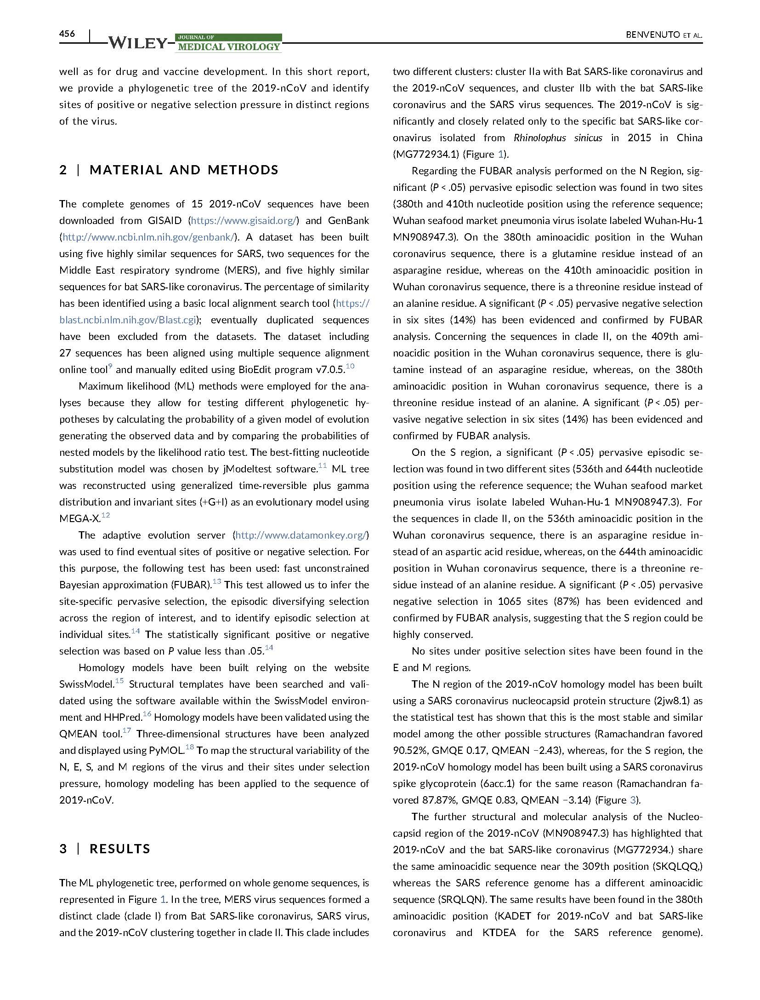 456
WILEY
JOURNAL OF
MEDICAL VIROLOGY
BENVENUTO ET AL.
well as for drug and vaccine development. In this short report,
we provide a phylogenetic tree of the 2019-nCoV and identify
sites of positive or negative selection pressure in distinct regions
of the virus.
2 | MATERIAL AND METHODS
The complete genomes of 15 2019-nCoV sequences have been
downloaded from GISAID (https://www.gisaid.org/) and GenBank
(http://www.ncbi.nlm.nih.gov/genbank/). A dataset has been built
using five highly similar sequences for SARS, two sequences for the
Middle East respiratory syndrome (MERS), and five highly similar
sequences for bat SARS-like coronavirus. The percentage of similarity
has been identified using a basic local alignment search tool (https://
blast.ncbi.nlm.nih.gov/Blast.cgi); eventually duplicated sequences
have been excluded from the datasets. The dataset including
27 sequences has been aligned using multiple sequence alignment
online tool9 and manually edited using BioEdit program v7.0.5.10
Maximum likelihood (ML) methods were employed for the ana-
lyses because they allow for testing different phylogenetic hy-
potheses by calculating the probability of a given model of evolution
generating the observed data and by comparing the probabilities of
nested models by the likelihood ratio test. The best-fitting nucleotide
substitution model was chosen by jModeltest software.11 ML tree
was reconstructed using generalized time-reversible plus gamma
distribution and invariant sites (+G+I) as an evolutionary model using
MEGA-X.12
The adaptive evolution server (http://www.datamonkey.org/)
was used to find eventual sites of positive or negative selection. For
this purpose, the following test has been used: fast unconstrained
Bayesian approximation (FUBAR).13 This test allowed us to infer the
site-specific pervasive selection, the episodic diversifying selection
across the region of interest, and to identify episodic selection at
individual sites.14 The statistically significant positive or negative
selection was based on P value less than .05.14
Homology models have been built relying on the website
SwissModel.15 Structural templates have been searched and vali-
dated using the software available within the SwissModel environ-
ment and HHPred.16 Homology models have been validated using the
QMEAN tool.17 Three-dimensional structures have been analyzed
and displayed using PyMOL.18 To map the structural variability of the
N, E, S, and M regions of the virus and their sites under selection
pressure, homology modeling has been applied to the sequence of
2019-nCoV.
3 | RESULTS
The ML phylogenetic tree, performed on whole genome sequences, is
represented in Figure 1. In the tree, MERS virus sequences formed a
distinct clade (clade I) from Bat SARS-like coronavirus, SARS virus,
and the 2019-nCoV clustering together in clade II. This clade includes
two different clusters: cluster IIa with Bat SARS-like coronavirus and
the 2019-nCoV sequences, and cluster IIb with the bat SARS-like
coronavirus and the SARS virus sequences. The 2019-nCoV is sig-
nificantly and closely related only to the specific bat SARS-like cor-
onavirus isolated from Rhinolophus sinicus in 2015 in China
(MG772934.1) (Figure 1).
Regarding the FUBAR analysis performed on the N Region, sig-
nificant (P < .05) pervasive episodic selection was found in two sites
(380th and 410th nucleotide position using the reference sequence;
Wuhan seafood market pneumonia virus isolate labeled Wuhan-Hu-1
MN908947.3). On the 380th aminoacidic position in the Wuhan
coronavirus sequence, there is a glutamine residue instead of an
asparagine residue, whereas on the 410th aminoacidic position in
Wuhan coronavirus sequence, there is a threonine residue instead of
an alanine residue. A significant (P < .05) pervasive negative selection
in six sites (14%) has been evidenced and confirmed by FUBAR
analysis. Concerning the sequences in clade II, on the 409th ami-
noacidic position in the Wuhan coronavirus sequence, there is glu-
tamine instead of an asparagine residue, whereas, on the 380th
aminoacidic position in Wuhan coronavirus sequence, there is a
threonine residue instead of an alanine. A significant (P < .05) per-
vasive negative selection in six sites (14%) has been evidenced and
confirmed by FUBAR analysis.
On the S region, a significant (P < .05) pervasive episodic se-
lection was found in two different sites (536th and 644th nucleotide
position using the reference sequence; the Wuhan seafood market
pneumonia virus isolate labeled Wuhan-Hu-1 MN908947.3). For
the sequences in clade II, on the 536th aminoacidic position in the
Wuhan coronavirus sequence, there is an asparagine residue in-
stead of an aspartic acid residue, whereas, on the 644th aminoacidic
position in Wuhan coronavirus sequence, there is a threonine re-
sidue instead of an alanine residue. A significant (P < .05) pervasive
negative selection in 1065 sites (87%) has been evidenced and
confirmed by FUBAR analysis, suggesting that the S region could be
highly conserved.
No sites under positive selection sites have been found in the
E and M regions.
The N region of the 2019-nCoV homology model has been built
using a SARS coronavirus nucleocapsid protein structure (2jw8.1) as
the statistical test has shown that this is the most stable and similar
model among the other possible structures (Ramachandran favored
90.52%, GMQE 0.17, QMEAN −2.43), whereas, for the S region, the
2019-nCoV homology model has been built using a SARS coronavirus
spike glycoprotein (6acc.1) for the same reason (Ramachandran fa-
vored 87.87%, GMQE 0.83, QMEAN −3.14) (Figure 3).
The further structural and molecular analysis of the Nucleo-
capsid region of the 2019-nCoV (MN908947.3) has highlighted that
2019-nCoV and the bat SARS-like coronavirus (MG772934.) share
the same aminoacidic sequence near the 309th position (SKQLQQ,)
whereas the SARS reference genome has a different aminoacidic
sequence (SRQLQN). The same results have been found in the 380th
aminoacidic position (KADET for 2019-nCoV and bat SARS-like
coronavirus and KTDEA for the SARS reference genome).